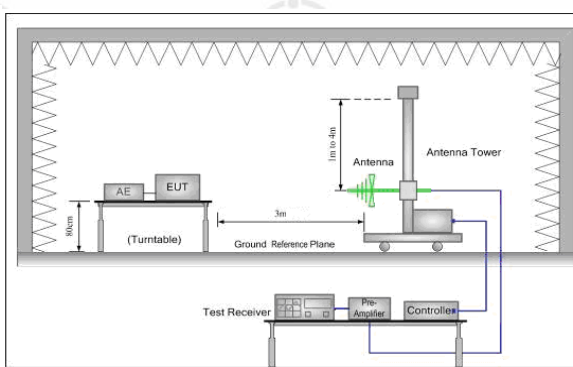 1m to 4m
Antenna
Antenna Tower
AE
EUT
80cm
(Turntable)
3m
Ground Reference Plane
Test Receiver
Pre-
Amplifier
Controller